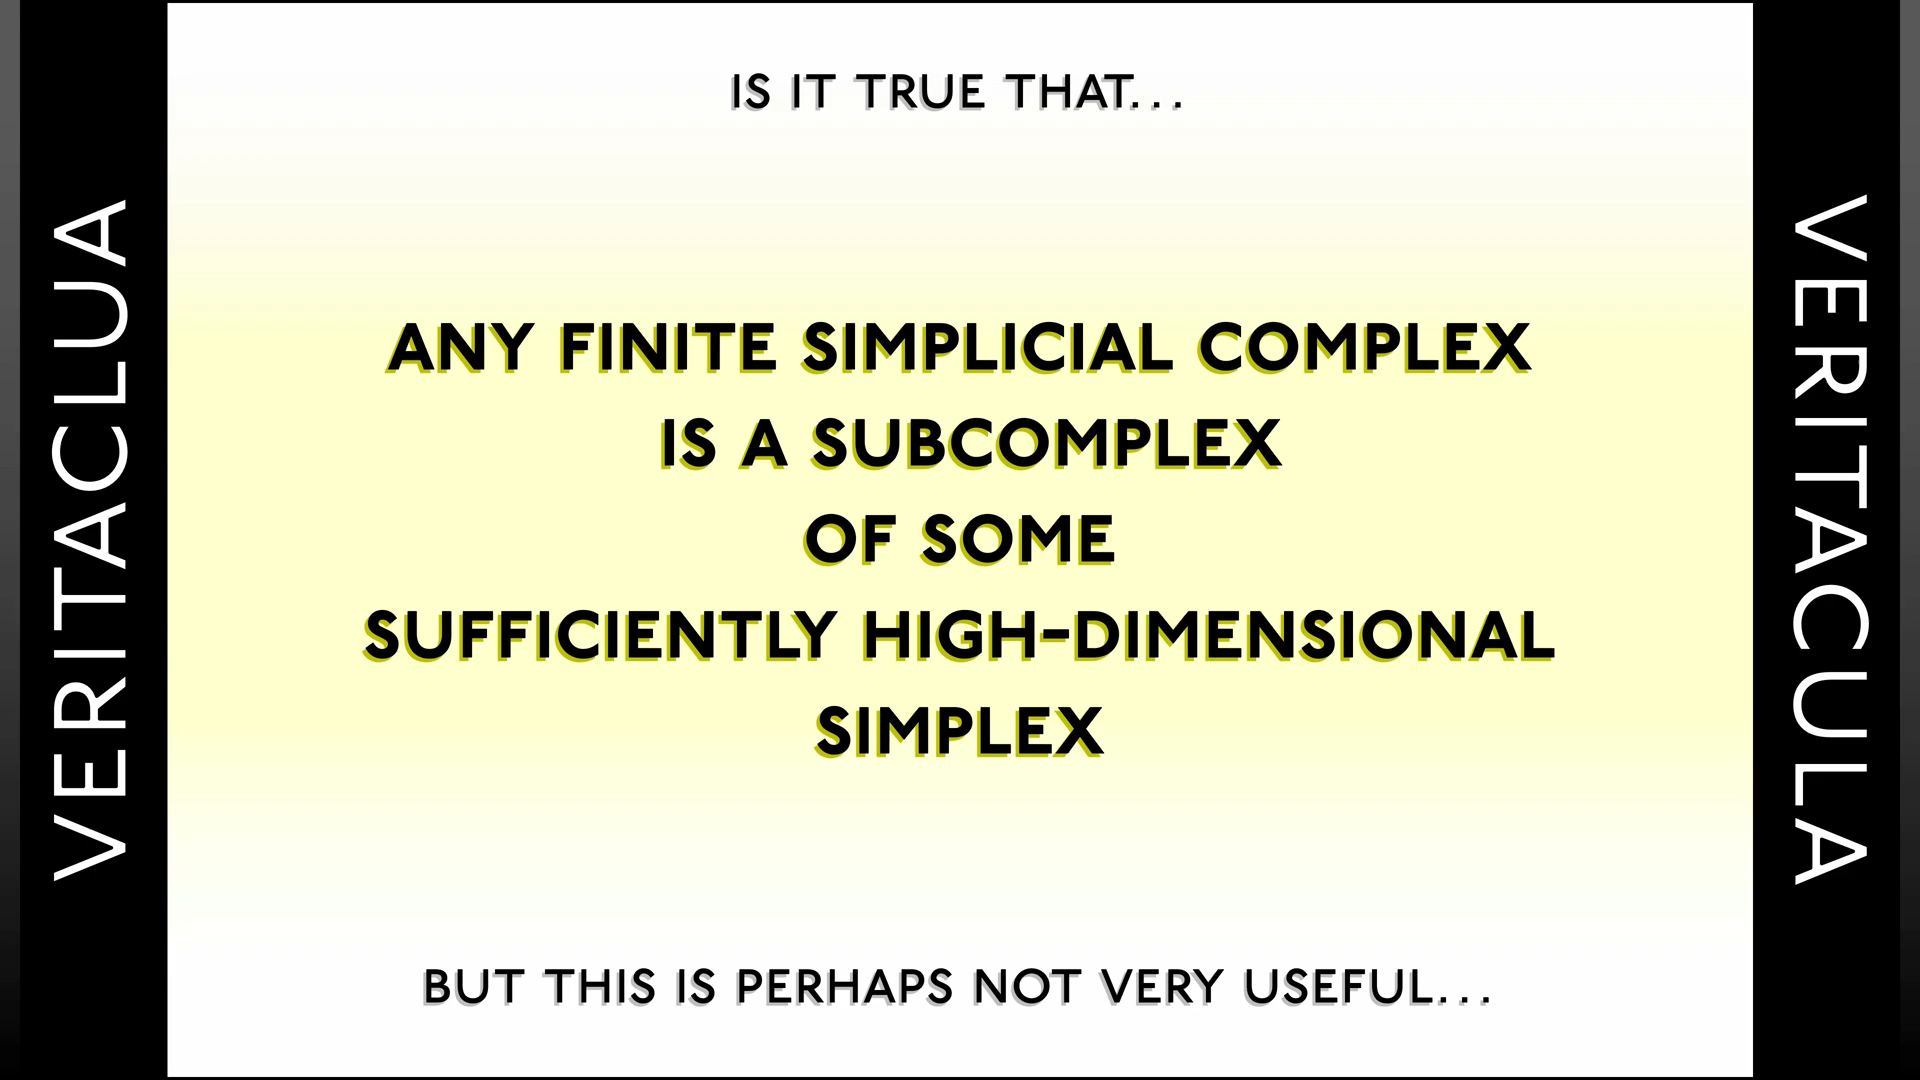 VERITACLUA
IS IT TRUE THAT...
ANY FINITE SIMPLICIAL COMPLEX
IS A SUBCOMPLEX
OF SOME
SUFFICIENTLY HIGH-DIMENSIONAL
SIMPLEX
BUT THIS IS PERHAPS NOT VERY USEFUL...
VERITACULA